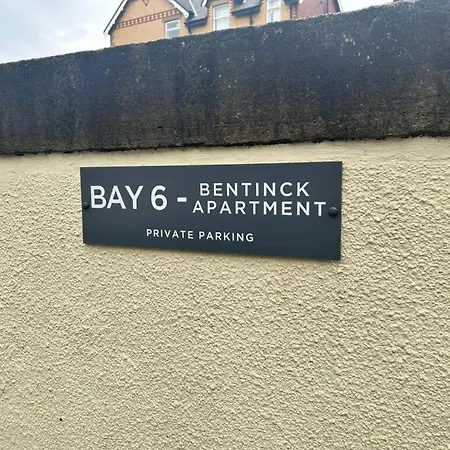 BAY 6 - BENTINCK
APARTMENT
PRIVATE PARKING